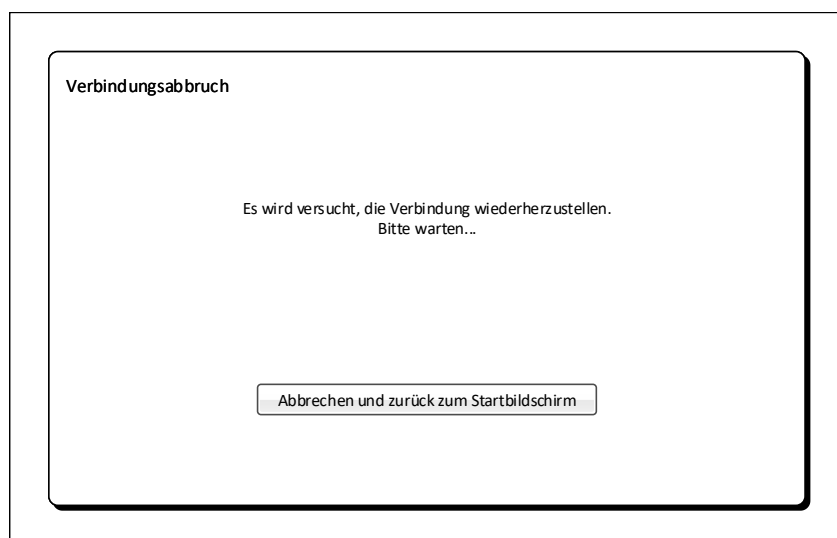 Verbindungsabbruch
Es wird versucht, die Verbindung wiederherzustellen.
Bitte warten...
Abbrechen und zurück zum Startbildschirm